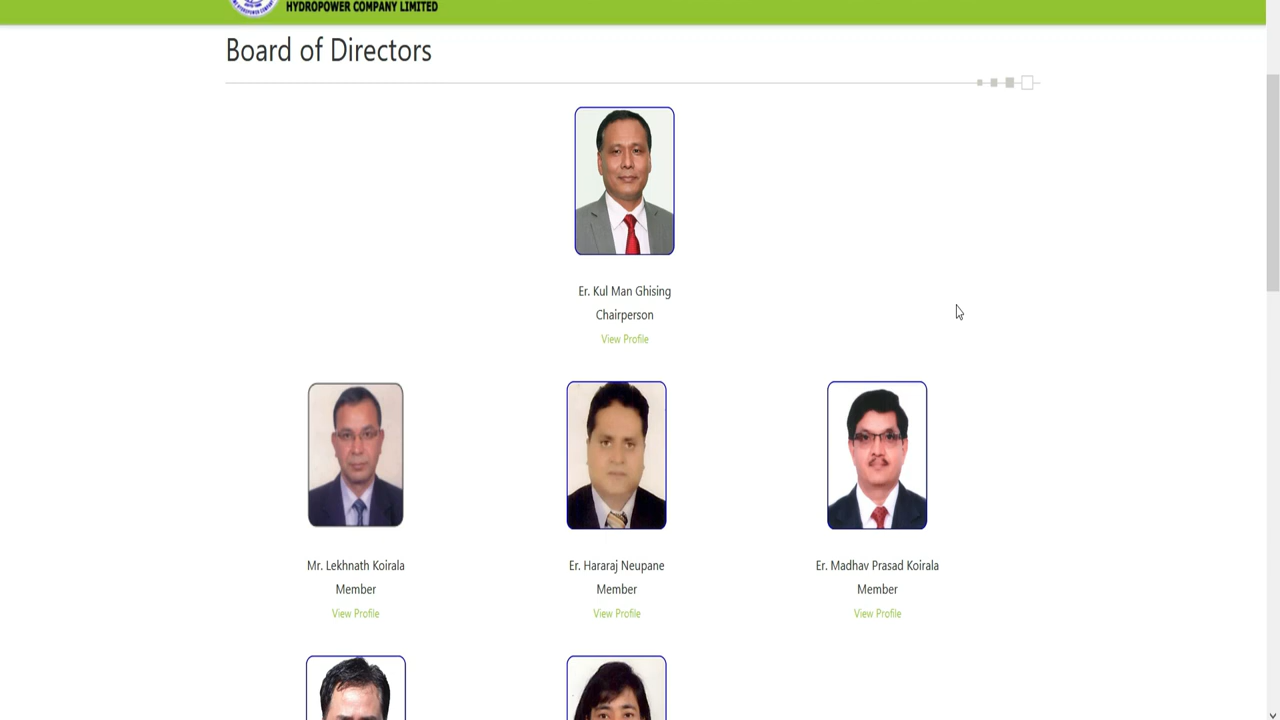 HYDROPOWER COMPANY LIMITED
Board of Directors
Er. Kul Man Ghising
Chairperson
View Profile
Mr. Lekhnath Koirala
Member
View Profile
Er. Hararaj Neupane
Member
View Profile
Er. Madhav Prasad Koirala
Member
View Profile